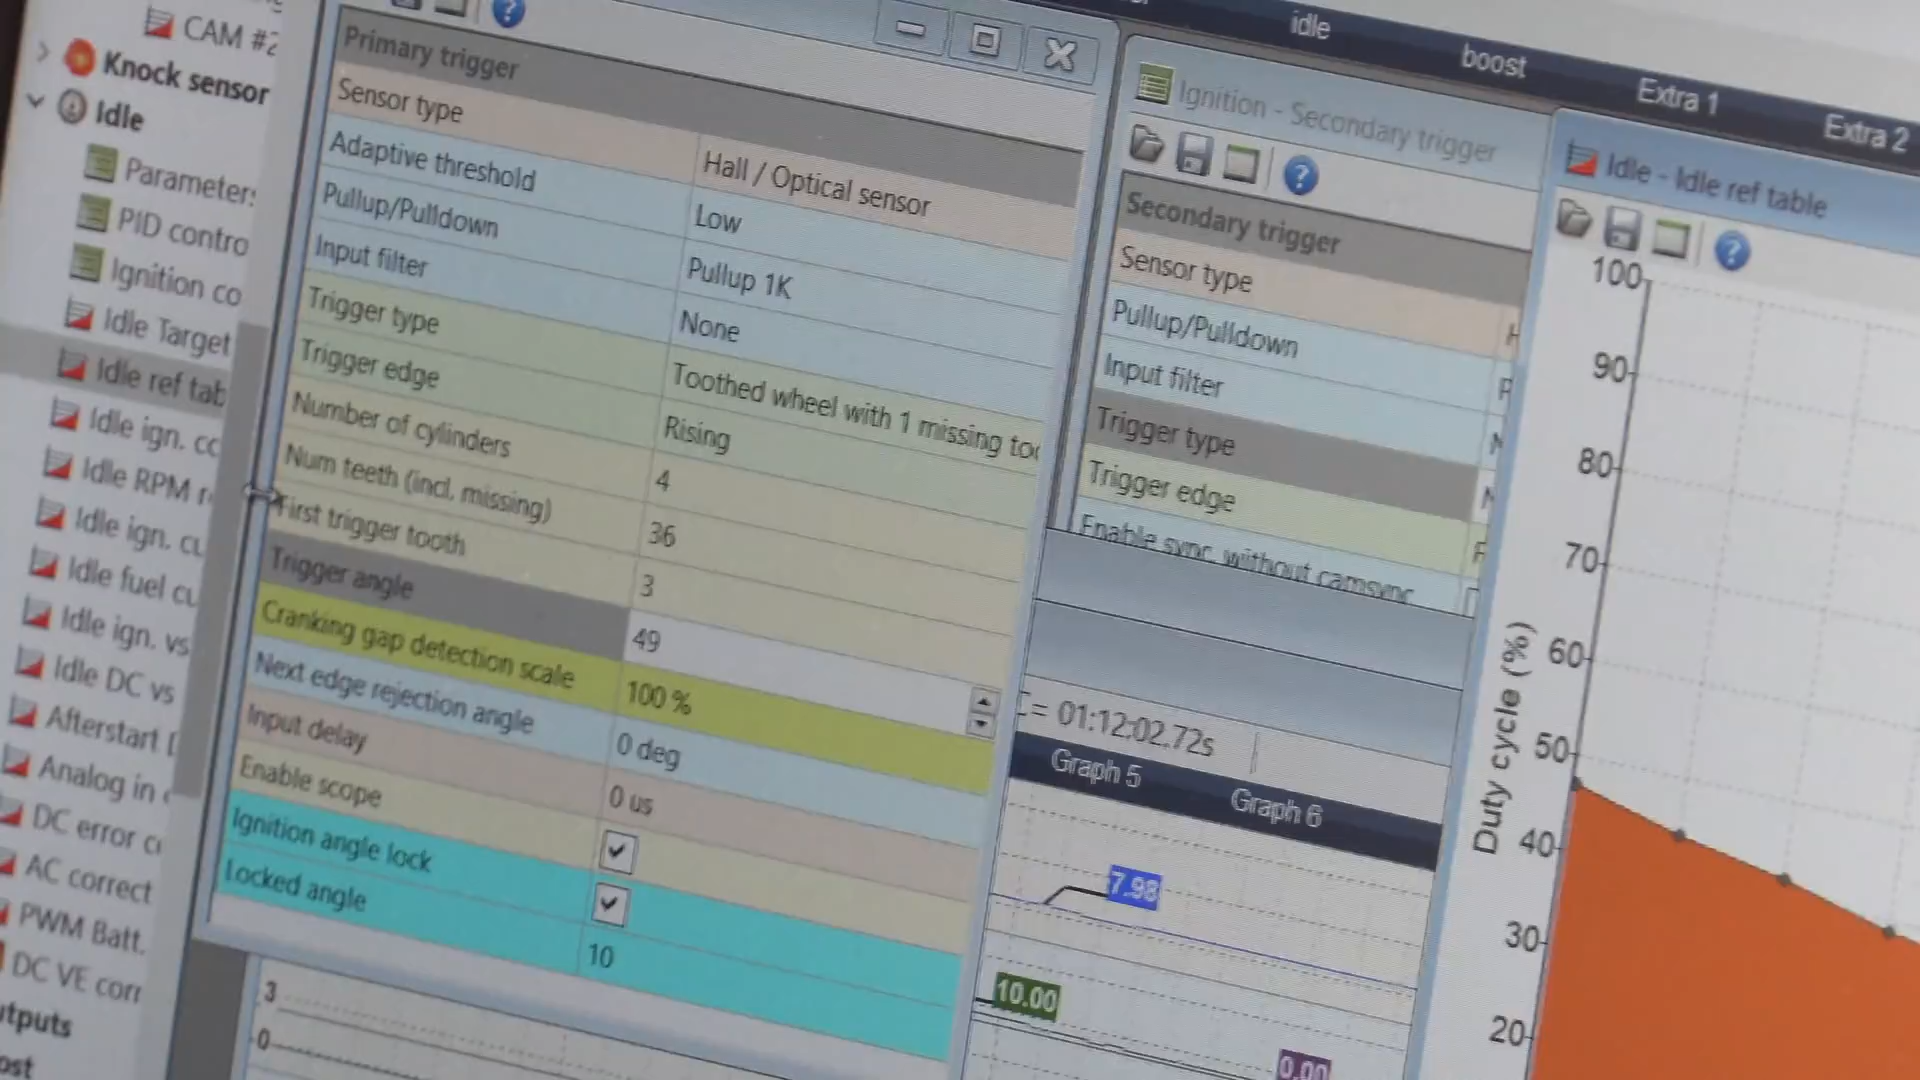 CAM #2
Knock sensor
Idle
Parameters
PID contro
Ignition co
Idle Target
Idle ref tab
Idle ign. cc
Idle RPM r
Idle ign. cu
Idle fuel cu
Idle ign. vs
Idle DC vs
Afterstart
Analog in
DC error c
AC correct
PWM Batt.
DC VE corr
utputs
ost
Primary trigger
Sensor type Hall / Optical sensor
Adaptive threshold Low
Pullup/Pulldown Pullup 1K
Input filter None
Trigger type Toothed wheel with 1 missing too
Trigger edge Rising
Number of cylinders 4
Num teeth (incl. missing) 36
First trigger tooth 3
Trigger angle 49
Cranking gap detection scale 100 %
Next edge rejection angle 0 deg
Input delay 0 us
Enable scope
Ignition angle lock
Locked angle 10
3
0
idle boost Extra 1 Extra 2
Ignition - Secondary trigger
Secondary trigger
Sensor type
Pullup/Pulldown
Input filter
Trigger type
Trigger edge
Enable sync. without camsync
= 01:12:02.72s
Graph 5 Graph 6
7.98
10.00
0.00
Idle - Idle ref table
Duty cycle (%)
100
90
80
70
60
50
40
30
20